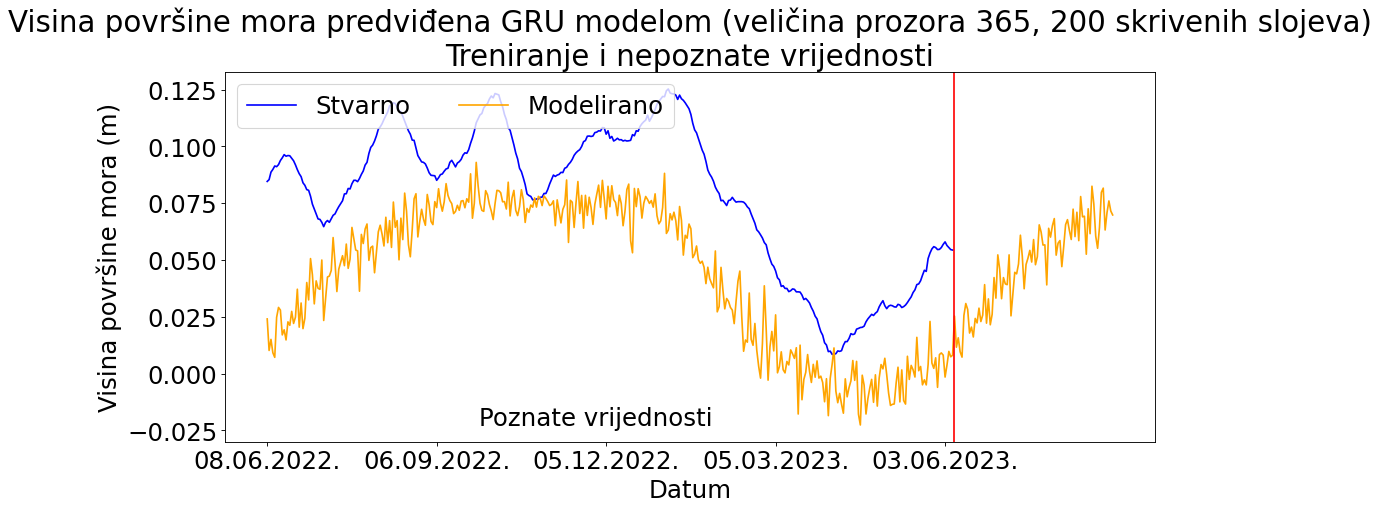 Visina površine mora predviđena GRU modelom (veličina prozora 365, 200 skrivenih slojeva)
Treniranje i nepoznate vrijednosti
Stvarno
Modelirano
Visina površine mora (m)
0.125
0.100
0.075
0.050
0.025
0.000
−0.025
Poznate vrijednosti
08.06.2022. 06.09.2022. 05.12.2022. 05.03.2023. 03.06.2023.
Datum